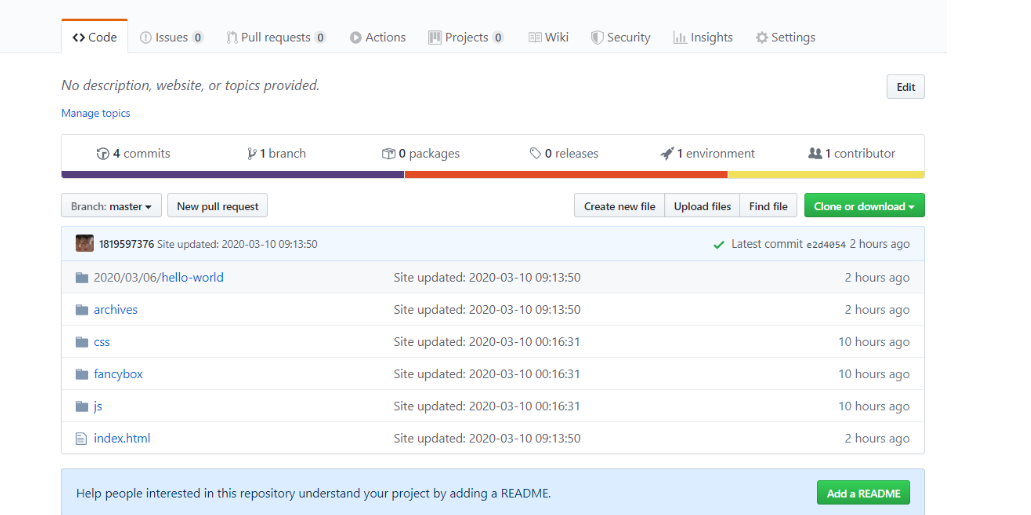 Code Issues 0 Pull requests 0 Actions Projects 0 Wiki Security Insights Settings
No description, website, or topics provided. Edit
Manage topics
4 commits 1 branch 0 packages 0 releases 1 environment 1 contributor
Branch: master New pull request Create new file Upload files Find file Clone or download
1819597376 Site updated: 2020-03-10 09:13:50 Latest commit e2d4054 2 hours ago
2020/03/06/hello-world Site updated: 2020-03-10 09:13:50 2 hours ago
archives Site updated: 2020-03-10 09:13:50 2 hours ago
css Site updated: 2020-03-10 00:16:31 10 hours ago
fancybox Site updated: 2020-03-10 00:16:31 10 hours ago
js Site updated: 2020-03-10 00:16:31 10 hours ago
index.html Site updated: 2020-03-10 09:13:50 2 hours ago
Help people interested in this repository understand your project by adding a README. Add a README